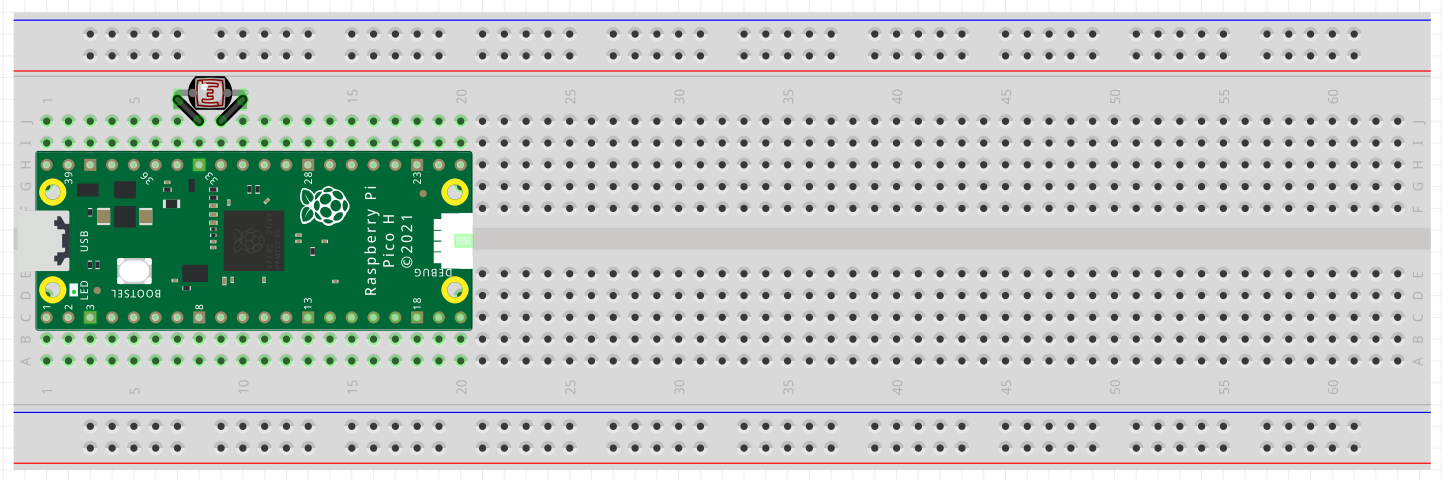 1 5 15 20 25 30 35 40 45 50 55 60
J J
I I
H H
G G
F F
39 36 33 28 23
USB
BOOTSEL
LED
Raspberry Pi
Pico H
©2021
DEBUG
1 2 3 8 13 18
E E
D D
C C
B B
A A
1 5 10 15 20 25 30 35 40 45 50 55 60